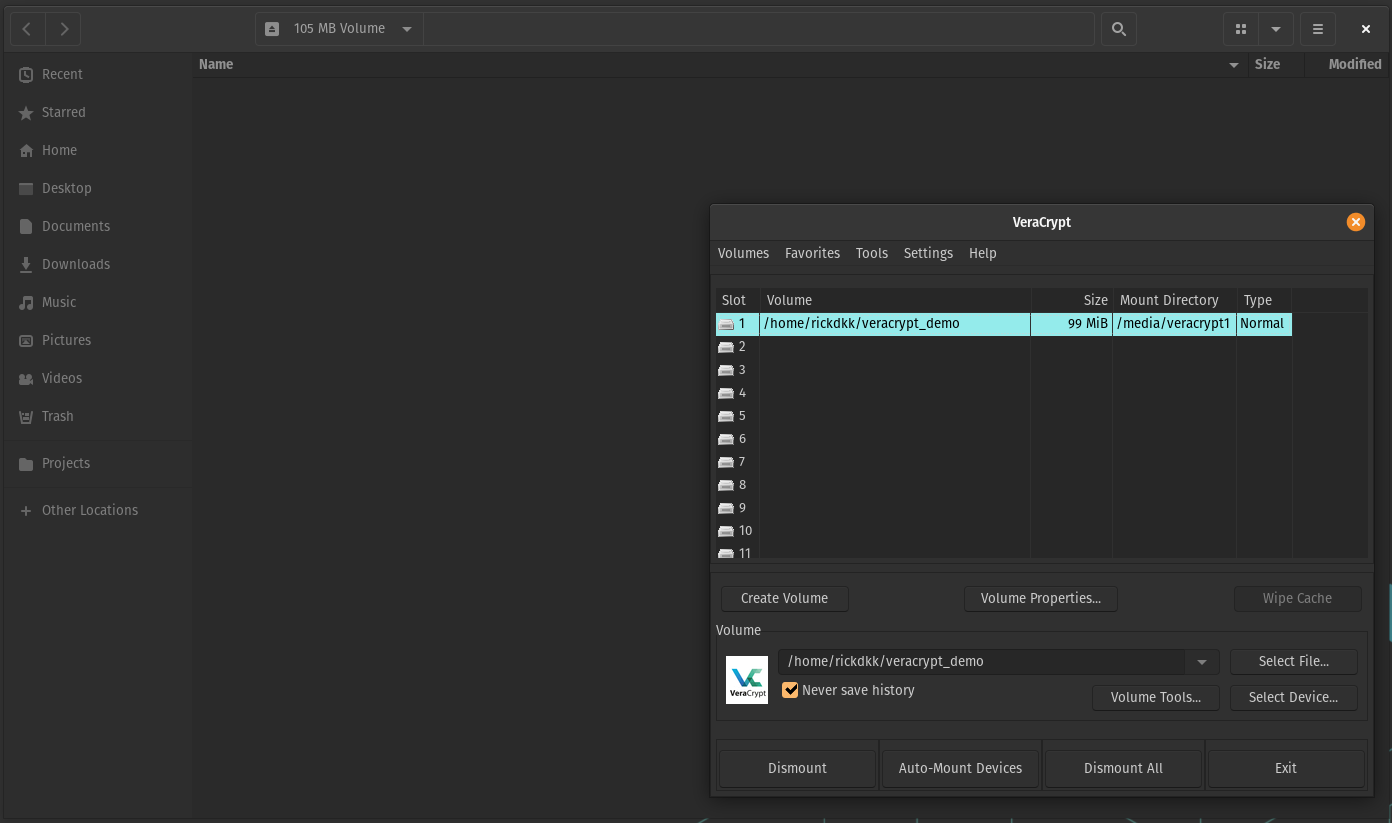 105 MB Volume
Name Size Modified
Recent
Starred
Home
Desktop
Documents
Downloads
Music
Pictures
Videos
Trash
Projects
Other Locations
VeraCrypt
Volumes Favorites Tools Settings Help
Slot Volume Size Mount Directory Type
1 /home/rickdkk/veracrypt_demo 99 MiB /media/veracrypt1 Normal
2
3
4
5
6
7
8
9
10
11
Create Volume Volume Properties... Wipe Cache
Volume
/home/rickdkk/veracrypt_demo Select File...
VeraCrypt
Never save history Volume Tools... Select Device...
Dismount Auto-Mount Devices Dismount All Exit